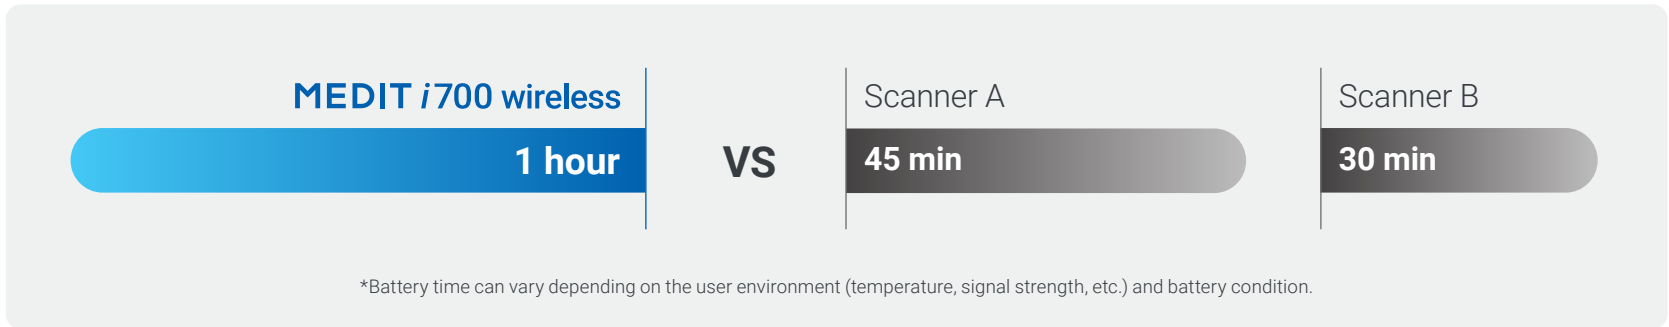 MEDIT i700 wireless
1 hour
VS
Scanner A
45 min
Scanner B
30 min
*Battery time can vary depending on the user environment (temperature, signal strength, etc.) and battery condition.